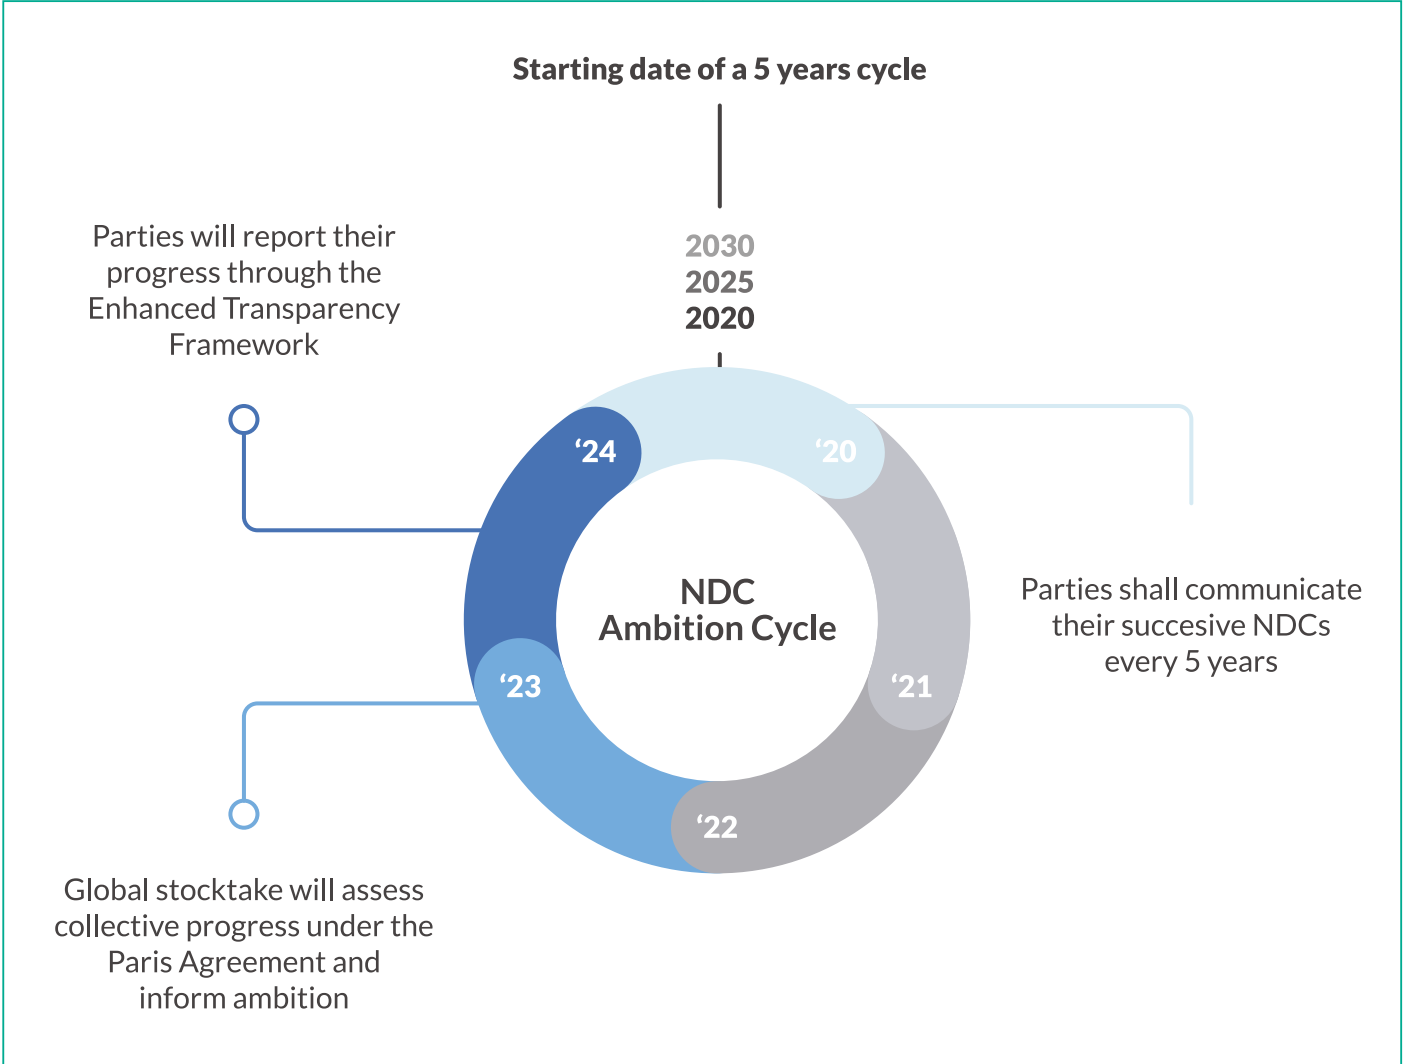 Starting date of a 5 years cycle
2030
2025
2020
Parties will report their
progress through the
Enhanced Transparency
Framework
‘24
‘20
NDC
Ambition Cycle
Parties shall communicate
their succesive NDCs
every 5 years
‘23
‘21
‘22
Global stocktake will assess
collective progress under the
Paris Agreement and
inform ambition